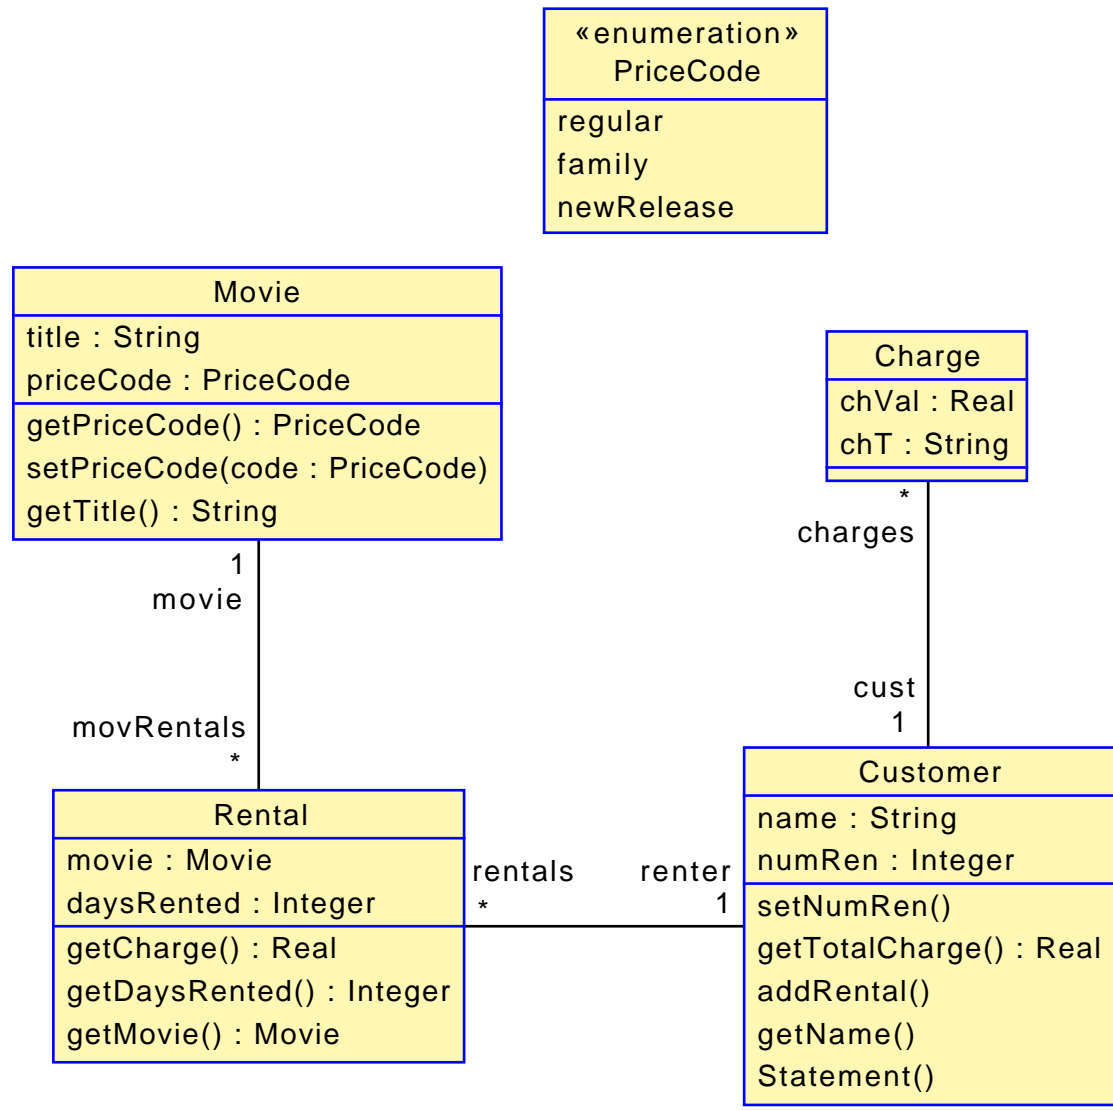 «enumeration»
PriceCode
regular
family
newRelease
Movie
title : String
priceCode : PriceCode
getPriceCode() : PriceCode
setPriceCode(code : PriceCode)
getTitle() : String
Charge
chVal : Real
chT : String
1
movie
*
charges
movRentals
*
cust
1
Rental
movie : Movie
daysRented : Integer
getCharge() : Real
getDaysRented() : Integer
getMovie() : Movie
rentals
*
renter
1
Customer
name : String
numRen : Integer
setNumRen()
getTotalCharge() : Real
addRental()
getName()
Statement()